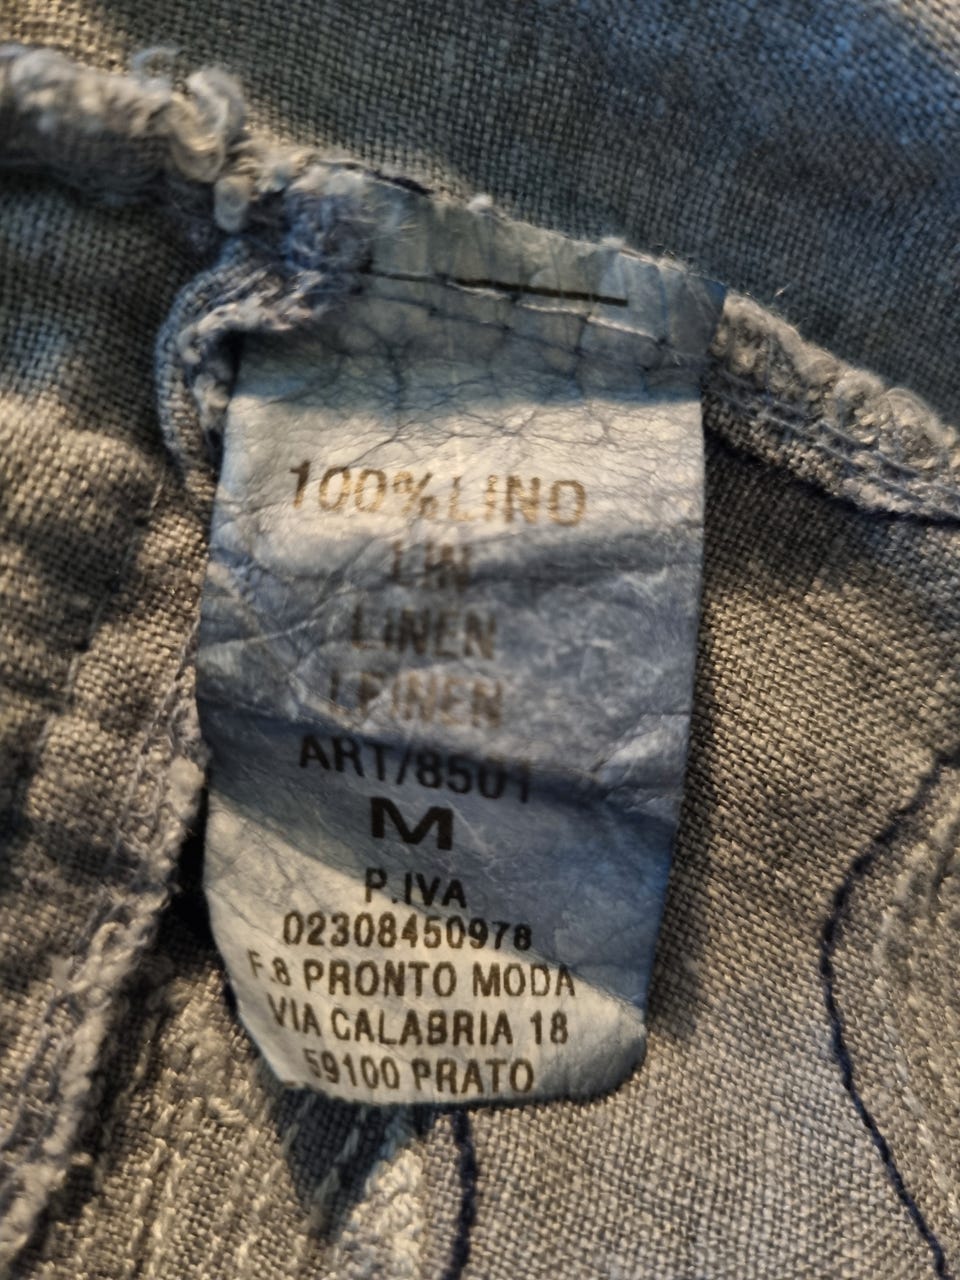 100% LINO
LIN
LINEN
LEINEN
ART/8501
M
P.IVA
02308450978
F.8 PRONTO MODA
VIA CALABRIA 18
59100 PRATO